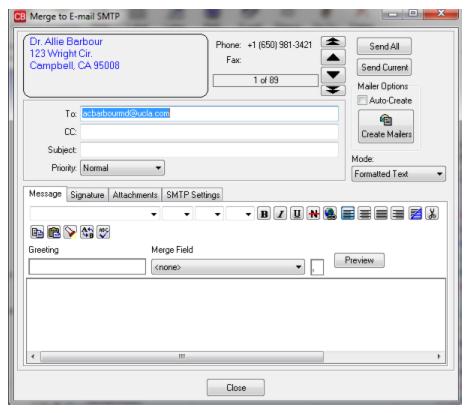 CB Merge to E-mail SMTP
Dr. Allie Barbour
123 Wright Cir.
Campbell, CA 95008
Phone: +1 (650) 981-3421
Fax:
1 of 89
Send All
Send Current
Mailer Options
Auto-Create
Create Mailers
To: acbarbourmd@ucla.com
CC:
Subject:
Priority: Normal
Mode:
Formatted Text
Message Signature Attachments SMTP Settings
B I U N
ABC
Greeting Merge Field
<none> , Preview
Close